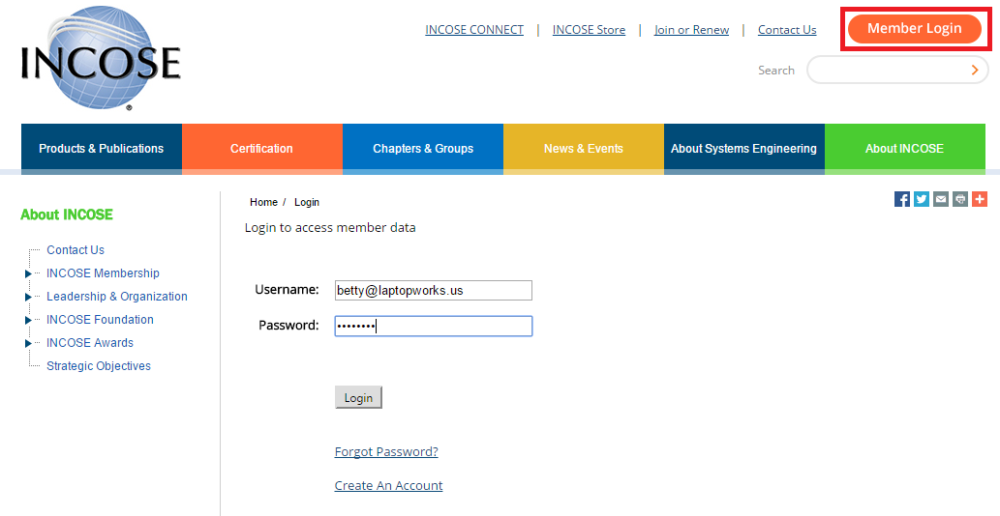 INCOSE
®
INCOSE CONNECT | INCOSE Store | Join or Renew | Contact Us
Member Login
Search
Products & Publications
Certification
Chapters & Groups
News & Events
About Systems Engineering
About INCOSE
About INCOSE
Contact Us
INCOSE Membership
Leadership & Organization
INCOSE Foundation
INCOSE Awards
Strategic Objectives
Home / Login
Login to access member data
Username: betty@laptopworks.us
Password: ••••••••
Login
Forgot Password?
Create An Account